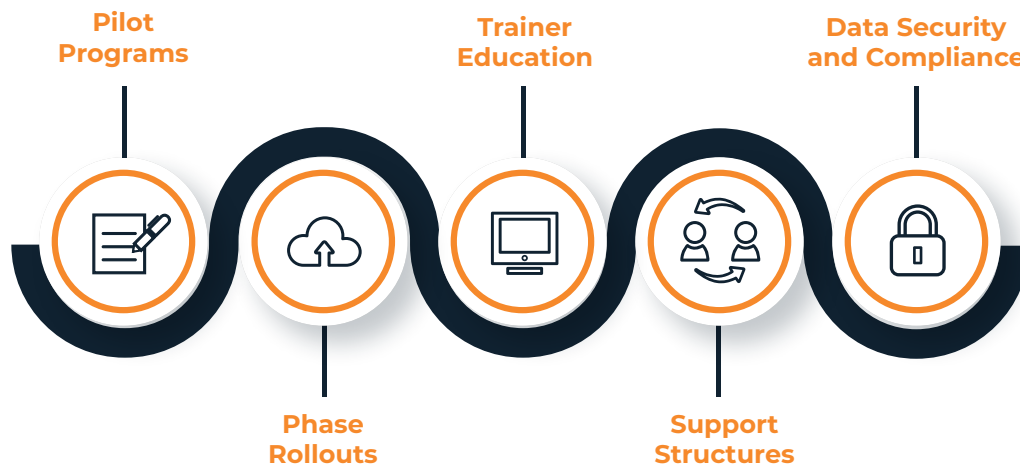 Pilot
Programs
Trainer
Education
Data Security
and Compliance
Phase
Rollouts
Support
Structures